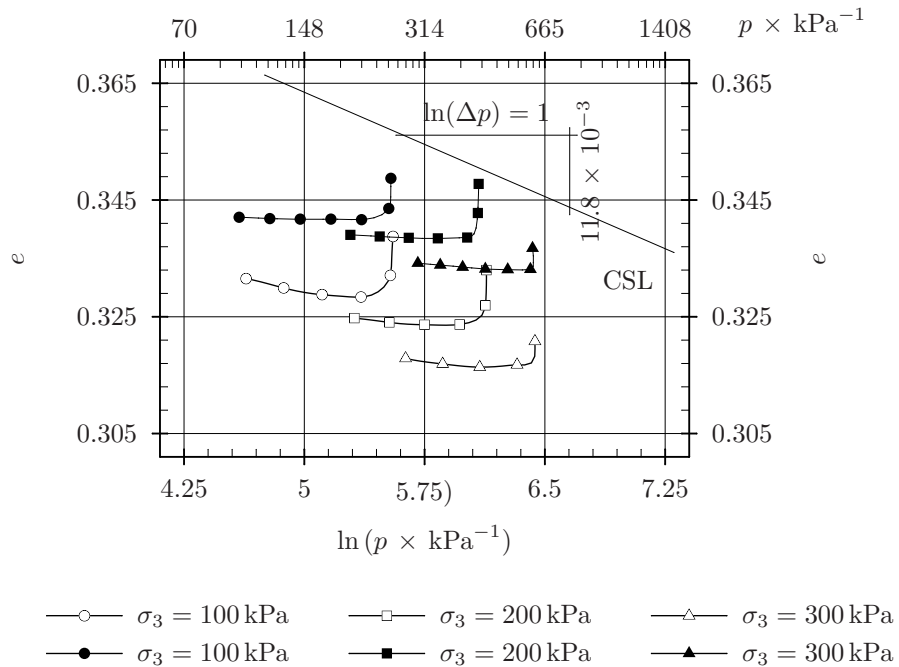 70 148 314 665 1408 p × kPa⁻¹
ln(Δp) = 1
11.8 × 10⁻³
0.365 0.365
0.345 0.345
e e
CSL
0.325 0.325
0.305 0.305
4.25 5 5.75) 6.5 7.25
ln (p × kPa⁻¹)
σ₃ = 100 kPa σ₃ = 200 kPa σ₃ = 300 kPa
σ₃ = 100 kPa σ₃ = 200 kPa σ₃ = 300 kPa